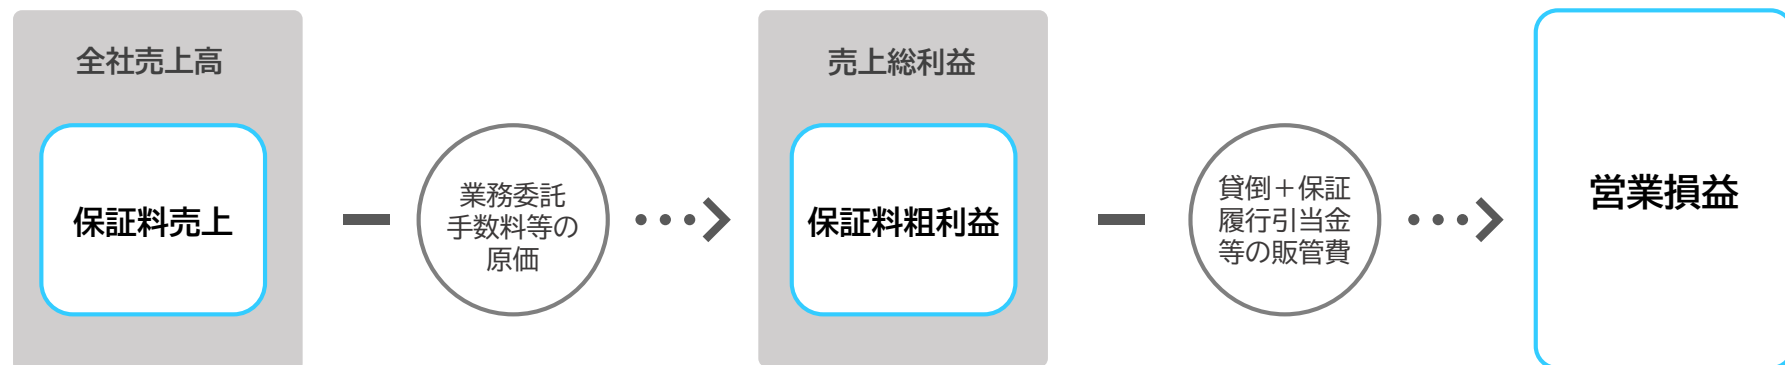 全社売上高
保証料売上
業務委託
手数料等の
原価
売上総利益
保証料粗利益
貸倒＋保証
履行引当金
等の販管費
営業損益